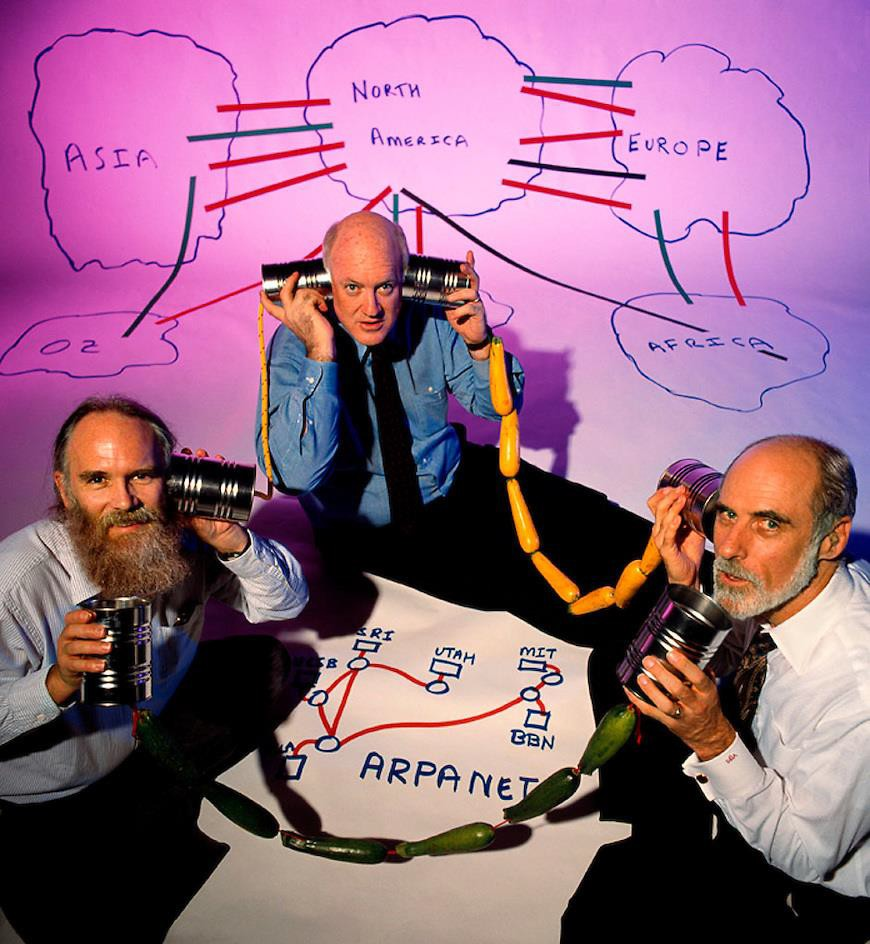 NORTH
AMERICA
ASIA
EUROPE
OZ
AFRICA
SRI
UTAH
MIT
BBN
ARPANET